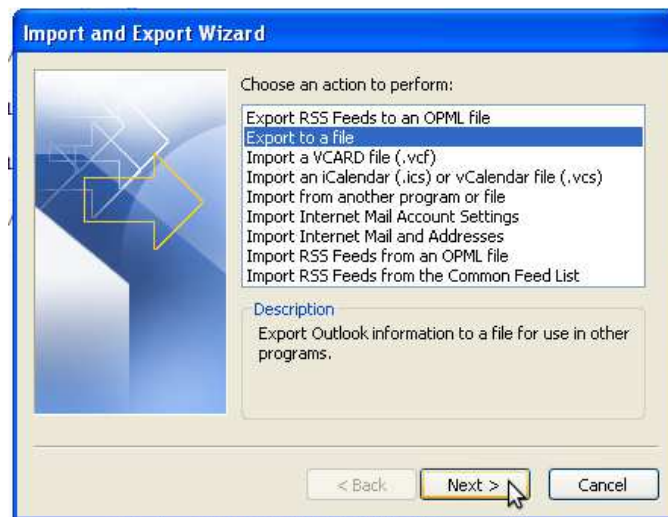 Import and Export Wizard
Choose an action to perform:
Export RSS Feeds to an OPML file
Export to a file
Import a VCARD file (.vcf)
Import an iCalendar (.ics) or vCalendar file (.vcs)
Import from another program or file
Import Internet Mail Account Settings
Import Internet Mail and Addresses
Import RSS Feeds from an OPML file
Import RSS Feeds from the Common Feed List
Description
Export Outlook information to a file for use in other
programs.
< Back Next > Cancel